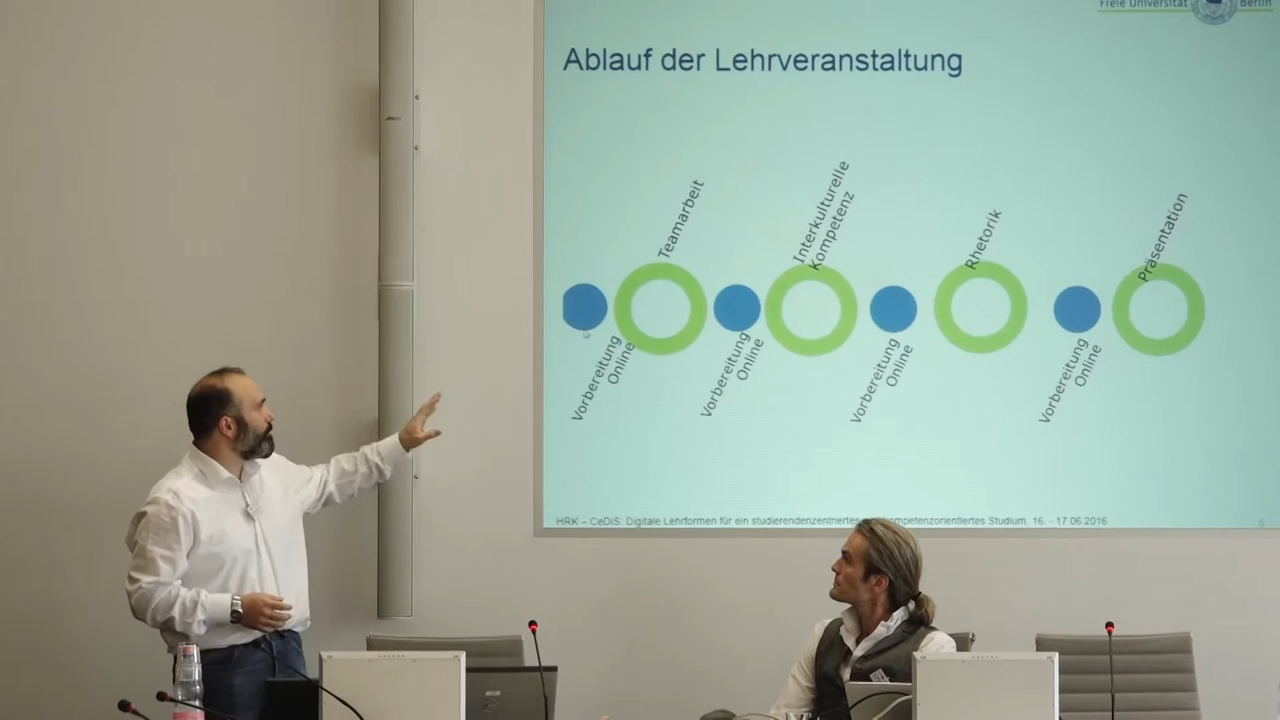 Freie Universität Berlin
Ablauf der Lehrveranstaltung
Teamarbeit
Interkulturelle
Kompetenz
Rhetorik
Präsentation
Vorbereitung
Online
Vorbereitung
Online
Vorbereitung
Online
Vorbereitung
Online
HRK – CeDiS: Digitale Lehrformen für ein studierendenzentriertes kompetenzorientiertes Studium, 16. - 17.06.2016